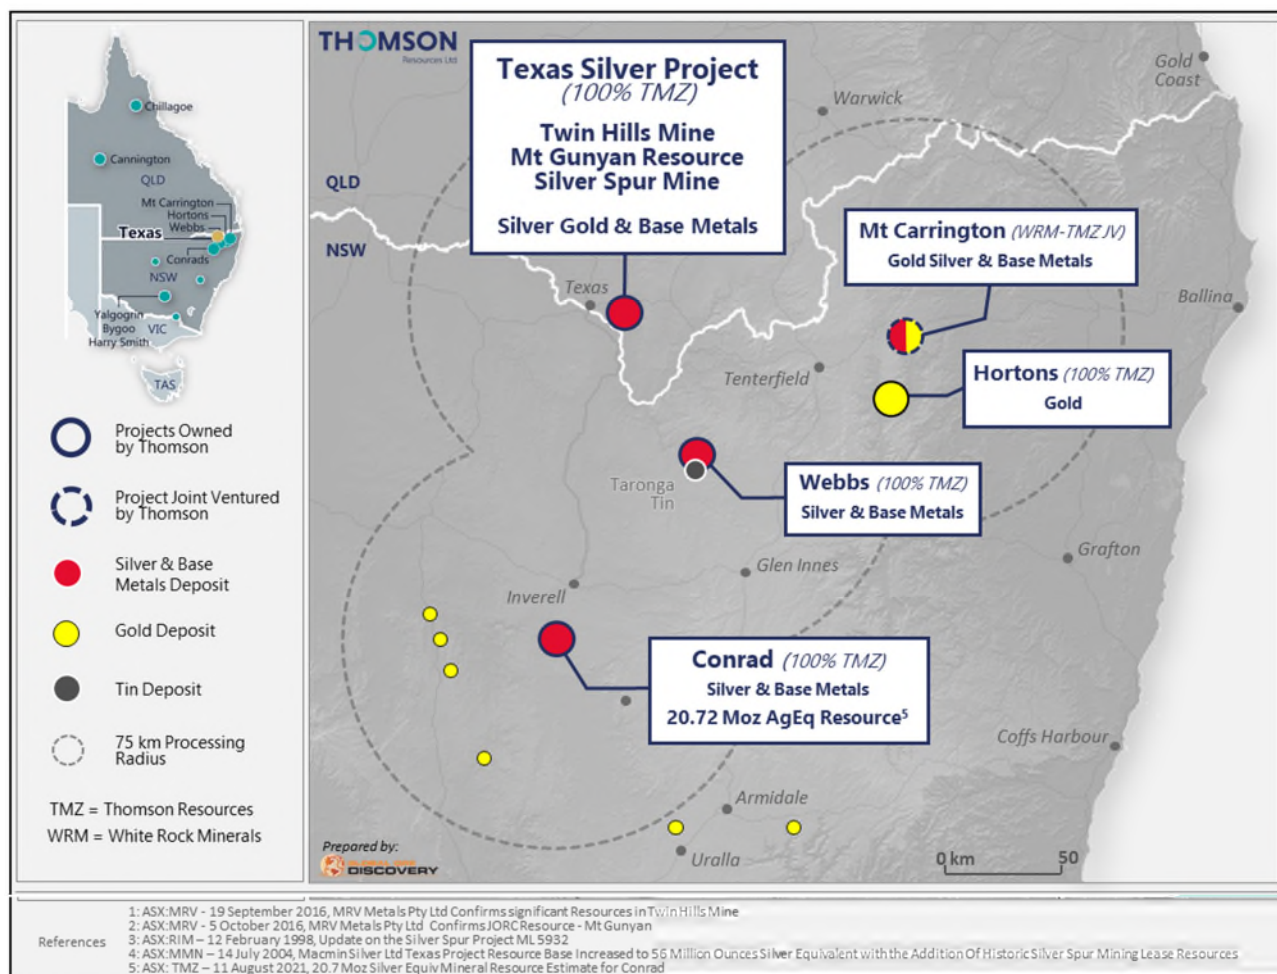 Chillagoe
Cannington
QLD
Mt Carrington
Hortons
Webbs
Texas
Conrads
NSW
Yalgogrin
Bygoo
Harry Smith
VIC
TAS
Projects Owned
by Thomson
Project Joint Ventured
by Thomson
Silver & Base
Metals Deposit
Gold Deposit
Tin Deposit
75 km Processing
Radius
TMZ = Thomson Resources
WRM = White Rock Minerals
THOMSON
Resources Ltd
Texas Silver Project
(100% TMZ)
Twin Hills Mine
Mt Gunyan Resource
Silver Spur Mine
Silver Gold & Base Metals
Gold
Coast
Warwick
QLD
NSW
Mt Carrington (WRM-TMZ JV)
Gold Silver & Base Metals
Texas
Ballina
Tenterfield
Hortons (100% TMZ)
Gold
Taronga
Tin
Webbs (100% TMZ)
Silver & Base Metals
Grafton
Glen Innes
Inverell
Conrad (100% TMZ)
Silver & Base Metals
20.72 Moz AgEq Resource⁵
Coffs Harbour
Armidale
Uralla
0 km 50
Prepared by:
GLOBAL ORE
DISCOVERY
References
1: ASX:MRV - 19 September 2016, MRV Metals Pty Ltd Confirms significant Resources in Twin Hills Mine
2: ASX:MRV - 5 October 2016, MRV Metals Pty Ltd Confirms JORC Resource - Mt Gunyan
3: ASX:RIM – 12 February 1998, Update on the Silver Spur Project ML 5932
4: ASX:MMN – 14 July 2004, Macmin Silver Ltd Texas Project Resource Base Increased to 56 Million Ounces Silver Equivalent with the Addition Of Historic Silver Spur Mining Lease Resources
5: ASX: TMZ – 11 August 2021, 20.7 Moz Silver Equiv Mineral Resource Estimate for Conrad